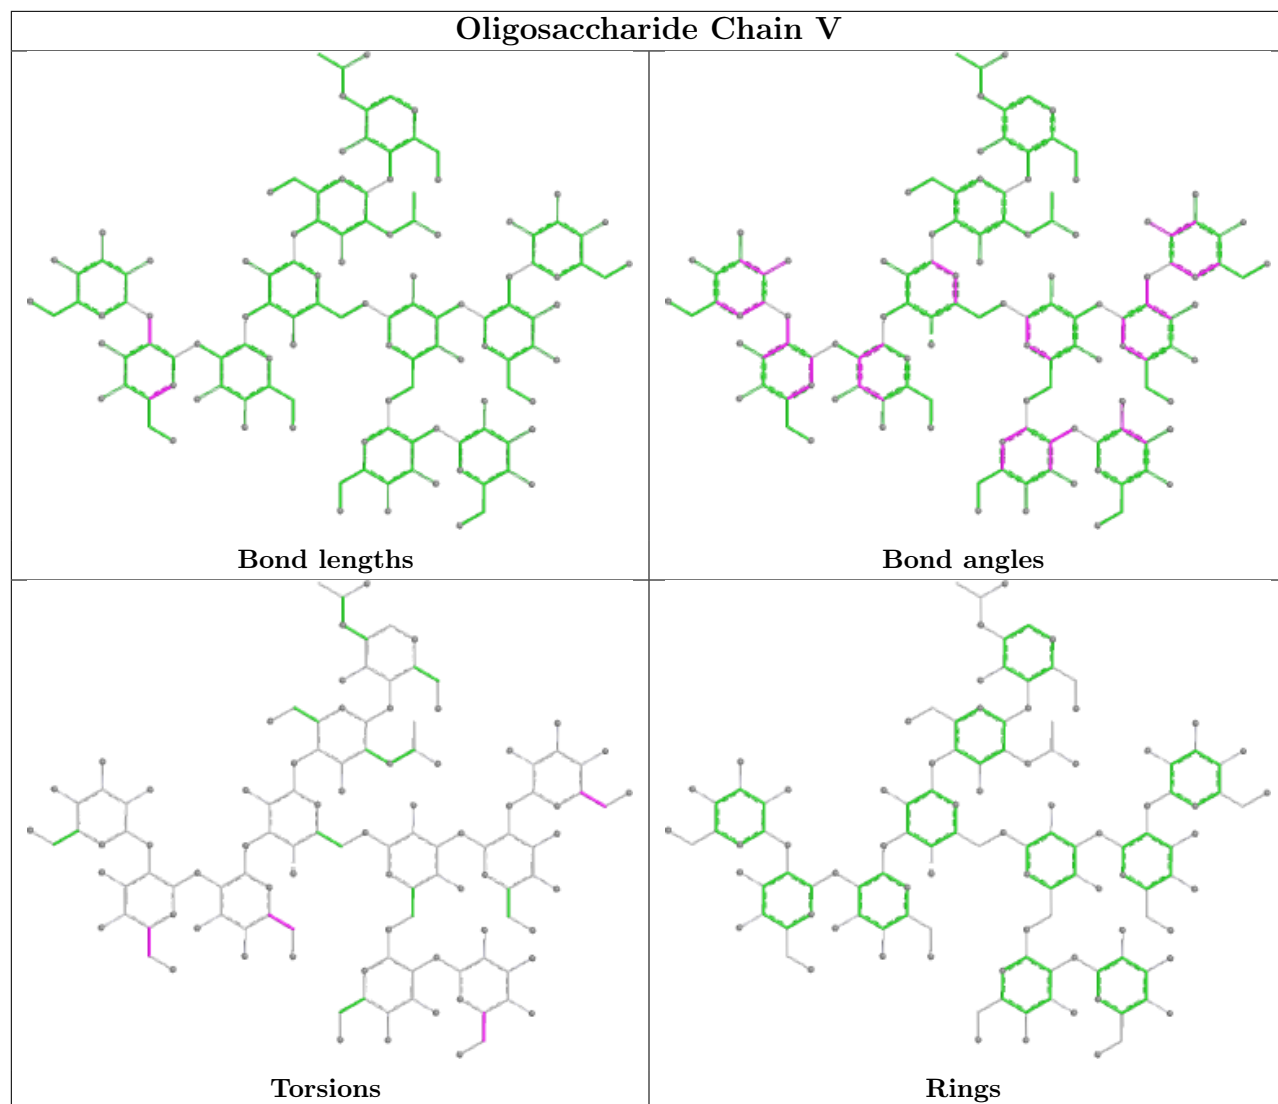 Oligosaccharide Chain V
Bond lengths
Bond angles
Torsions
Rings